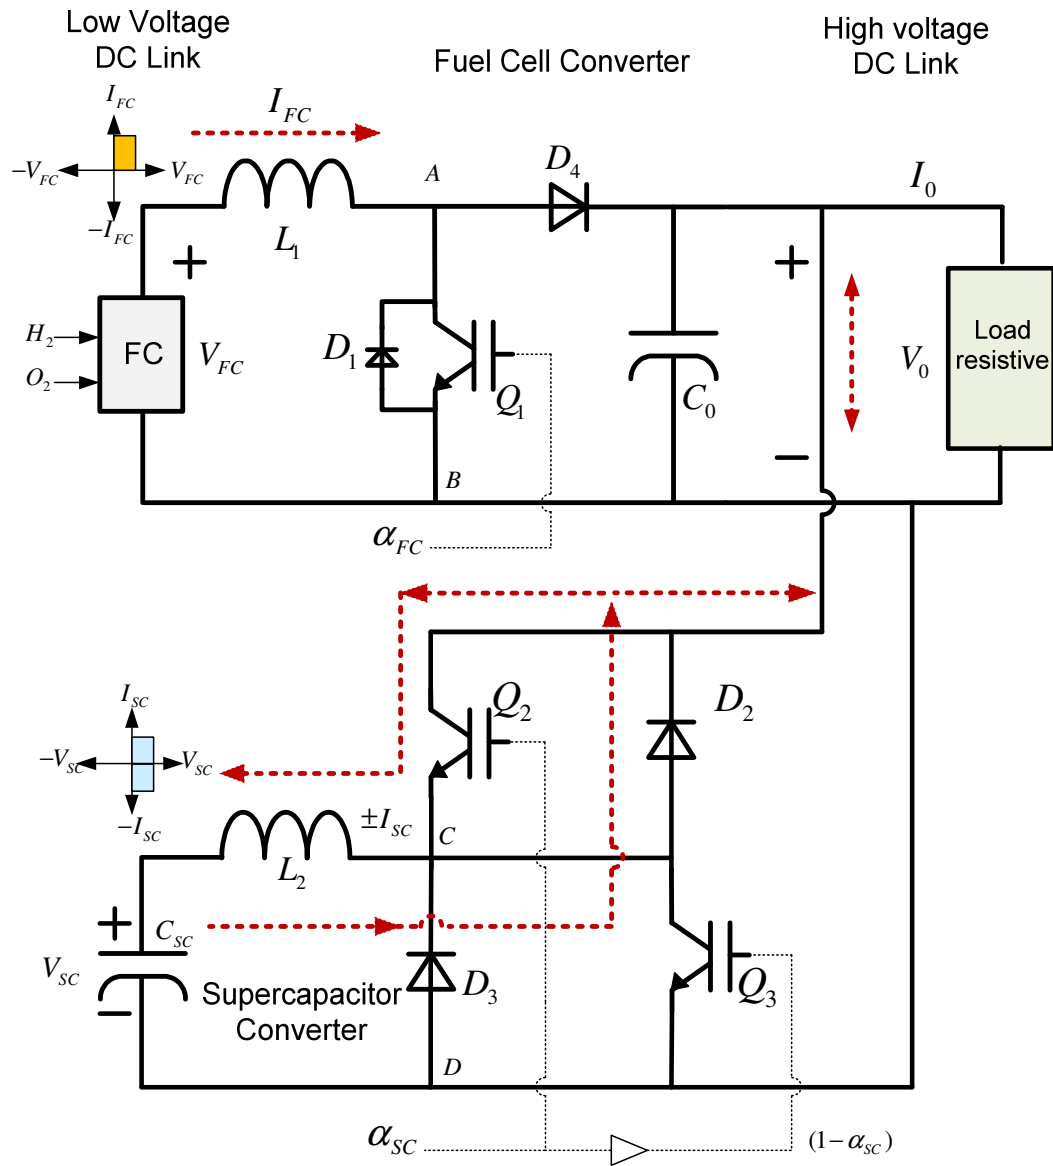 Low Voltage
DC Link
Fuel Cell Converter
High voltage
DC Link
I_FC
I_FC
-V_FC
V_FC
-I_FC
A
D_4
I_0
L_1
+
+
H_2
O_2
FC
V_FC
D_1
Q_1
C_0
V_0
Load
resistive
−
B
α_FC
I_SC
-V_SC
V_SC
-I_SC
Q_2
D_2
±I_SC
C
L_2
+
C_SC
V_SC
−
Supercapacitor
Converter
D_3
Q_3
D
α_SC
(1-α_SC)